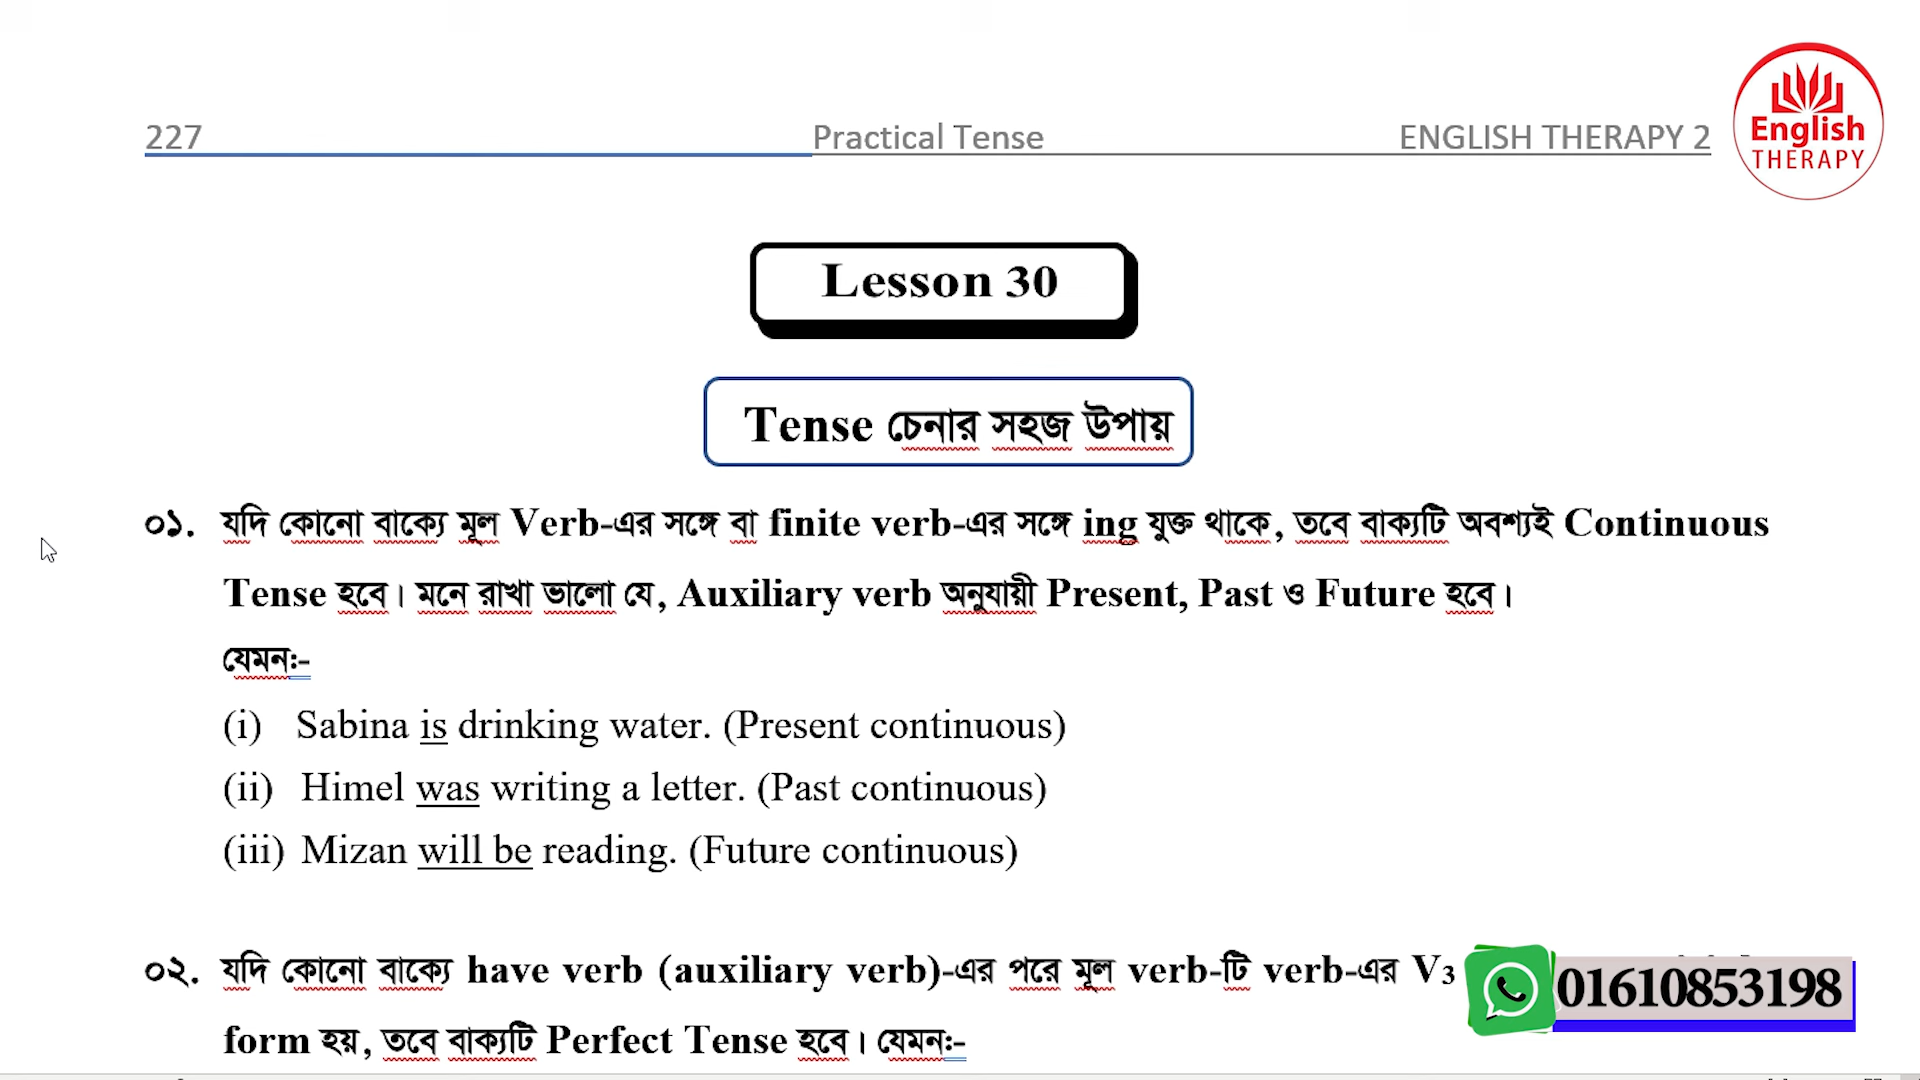 227 Practical Tense ENGLISH THERAPY 2
English
THERAPY
Lesson 30
Tense চেনার সহজ উপায়
০১. যদি কোনো বাক্যে মূল Verb-এর সঙ্গে বা finite verb-এর সঙ্গে ing যুক্ত থাকে, তবে বাক্যটি অবশ্যই Continuous
Tense হবে। মনে রাখা ভালো যে, Auxiliary verb অনুযায়ী Present, Past ও Future হবে।
যেমন:-
(i) Sabina is drinking water. (Present continuous)
(ii) Himel was writing a letter. (Past continuous)
(iii) Mizan will be reading. (Future continuous)
০২. যদি কোনো বাক্যে have verb (auxiliary verb)-এর পরে মূল verb-টি verb-এর V₃
01610853198
form হয়, তবে বাক্যটি Perfect Tense হবে। যেমন:-